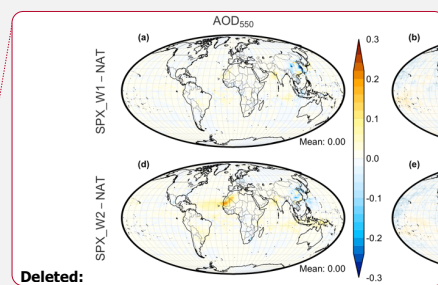 AOD550
(a)
(b)
SPX_W1 – NAT
Mean: 0.00
0.3
0.2
0.1
0.0
-0.1
-0.2
-0.3
(d)
(e)
SPX_W2 – NAT
Mean: 0.00
Deleted: